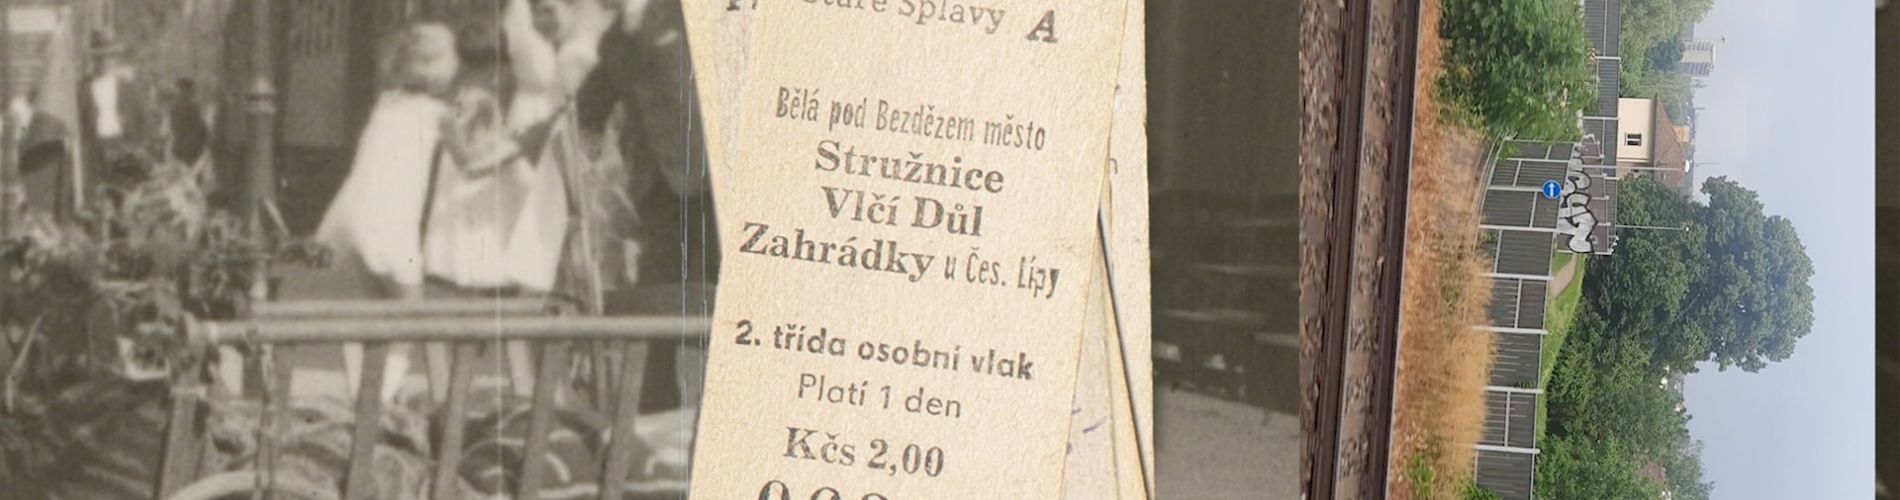 Staré Splavy A
Bělá pod Bezdězem město
Stružnice
Vlčí Důl
Zahrádky u Čes. Lípy
2. třída osobní vlak
Platí 1 den
Kčs 2,00